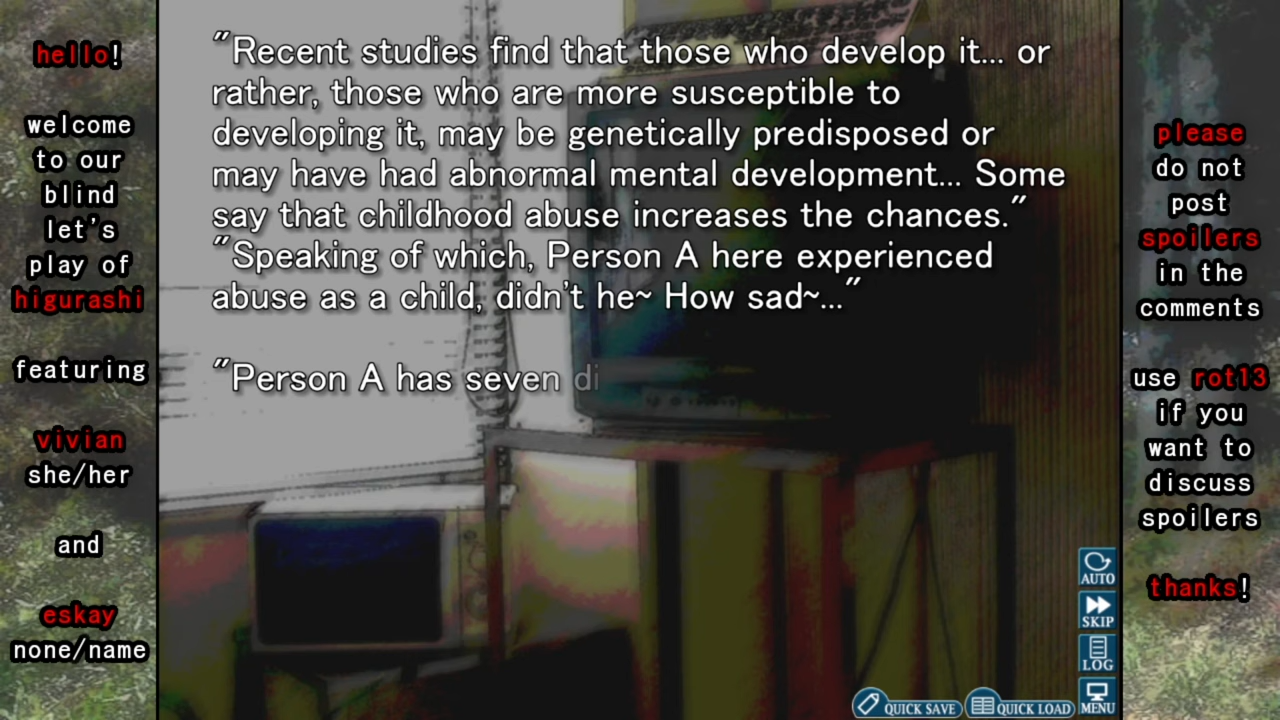 hello!
welcome
to our
blind
let's
play of
higurashi
featuring
vivian
she/her
and
eskay
none/name
"Recent studies find that those who develop it... or
rather, those who are more susceptible to
developing it, may be genetically predisposed or
may have had abnormal mental development... Some
say that childhood abuse increases the chances."
"Speaking of which, Person A here experienced
abuse as a child, didn't he~ How sad~..."
"Person A has seven di
please
do not
post
spoilers
in the
comments
use rot13
if you
want to
discuss
spoilers
thanks!
AUTO
SKIP
LOG
MENU
QUICK SAVE
QUICK LOAD